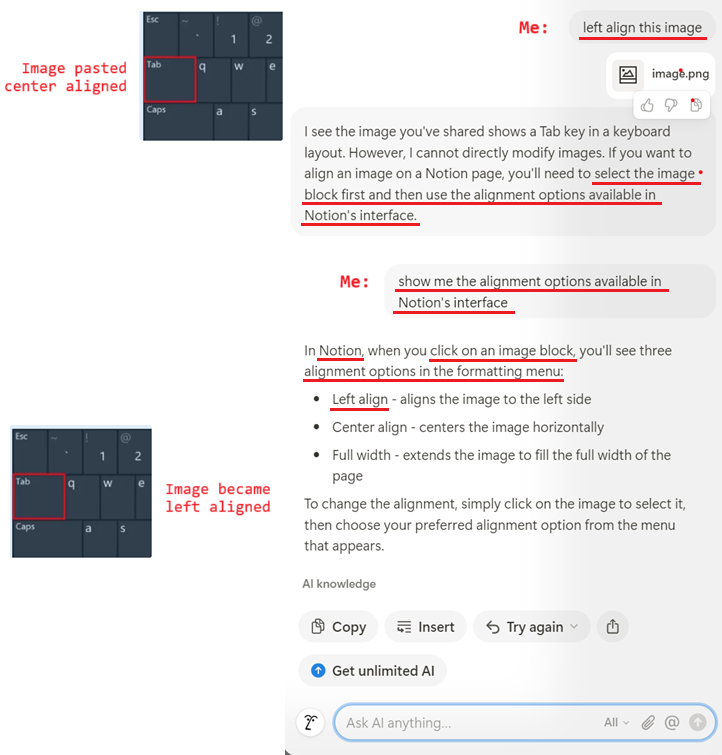 Esc ~ ! @
` 1 2
Tab q w e
Caps a s
Image pasted
center aligned
Me: left align this image
image.png
I see the image you've shared shows a Tab key in a keyboard
layout. However, I cannot directly modify images. If you want to
align an image on a Notion page, you'll need to select the image
block first and then use the alignment options available in
Notion's interface.
Me: show me the alignment options available in
Notion's interface
In Notion, when you click on an image block, you'll see three
alignment options in the formatting menu:
• Left align - aligns the image to the left side
• Center align - centers the image horizontally
• Full width - extends the image to fill the full width of the
page
To change the alignment, simply click on the image to select it,
then choose your preferred alignment option from the menu
that appears.
Esc ~ ! @
` 1 2
Tab q w e
Caps a s
Image became
left aligned
AI knowledge
Copy Insert Try again
Get unlimited AI
Ask AI anything... All @